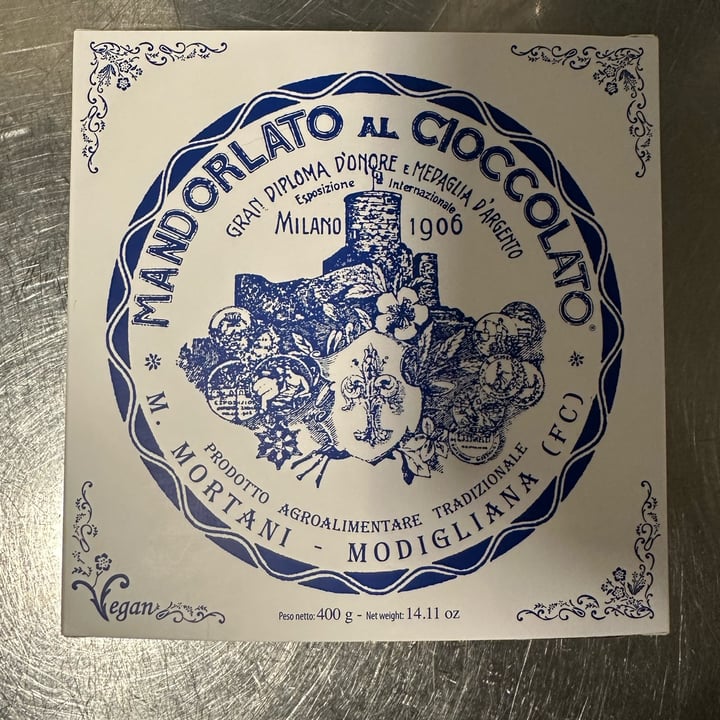 MANDORLATO AL CIOCCOLATO®
GRAN DIPLOMA D'ONORE E MEDAGLIA D'ARGENTO
Esposizione Internazionale
MILANO 1906
PRODOTTO AGROALIMENTARE TRADIZIONALE
* M. MORTANI - MODIGLIANA (FC) *
Vegan
Peso netto: 400 g - Net weight: 14.11 oz